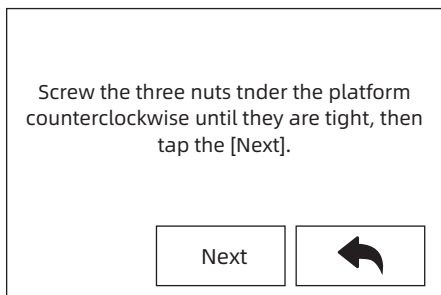 Screw the three nuts tnder the platform
counterclockwise until they are tight, then
tap the [Next].
Next